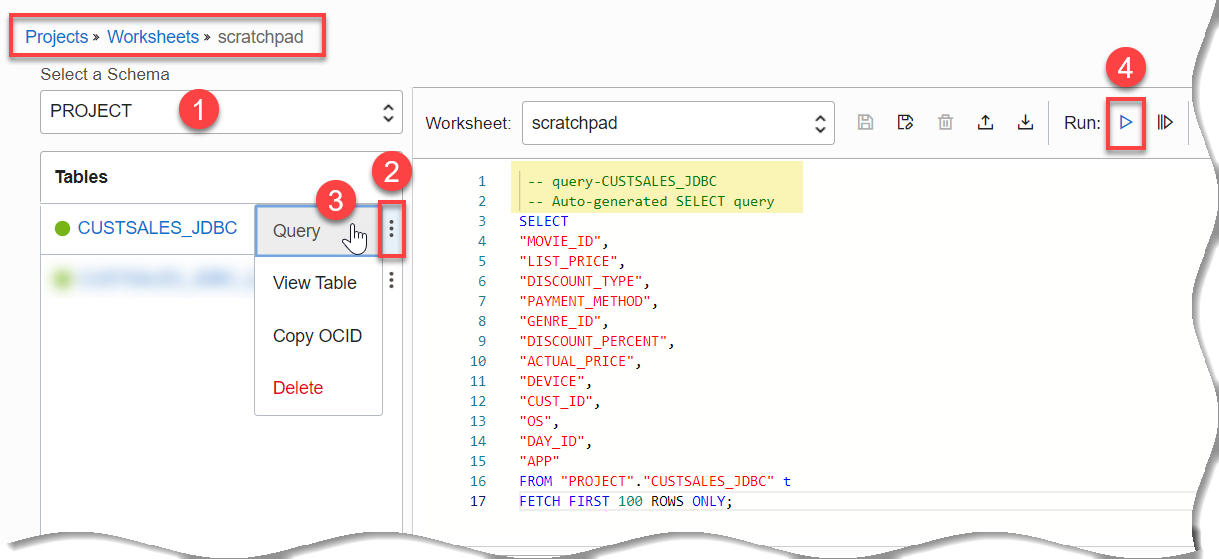 Projects » Worksheets » scratchpad
Select a Schema
PROJECT
1
Tables
2
3
CUSTSALES_JDBC
Query
View Table
Copy OCID
Delete
4
Worksheet: scratchpad Run:
1 -- query-CUSTSALES_JDBC
2 -- Auto-generated SELECT query
3 SELECT
4 "MOVIE_ID",
5 "LIST_PRICE",
6 "DISCOUNT_TYPE",
7 "PAYMENT_METHOD",
8 "GENRE_ID",
9 "DISCOUNT_PERCENT",
10 "ACTUAL_PRICE",
11 "DEVICE",
12 "CUST_ID",
13 "OS",
14 "DAY_ID",
15 "APP"
16 FROM "PROJECT"."CUSTSALES_JDBC" t
17 FETCH FIRST 100 ROWS ONLY;